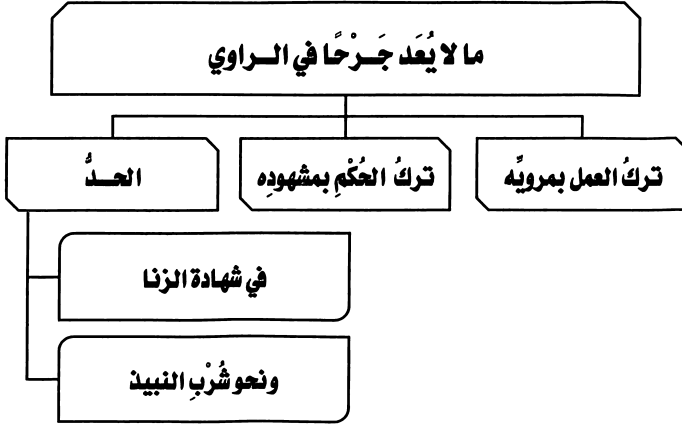 ما لا يُعَد جَـرْحًا في الـراوي
تركُ العمل بمرويِّه
تركُ الحُكْمِ بمشهودِه
الحـدُّ
في شهادة الزنا
ونحو شُرْبِ النبيذ